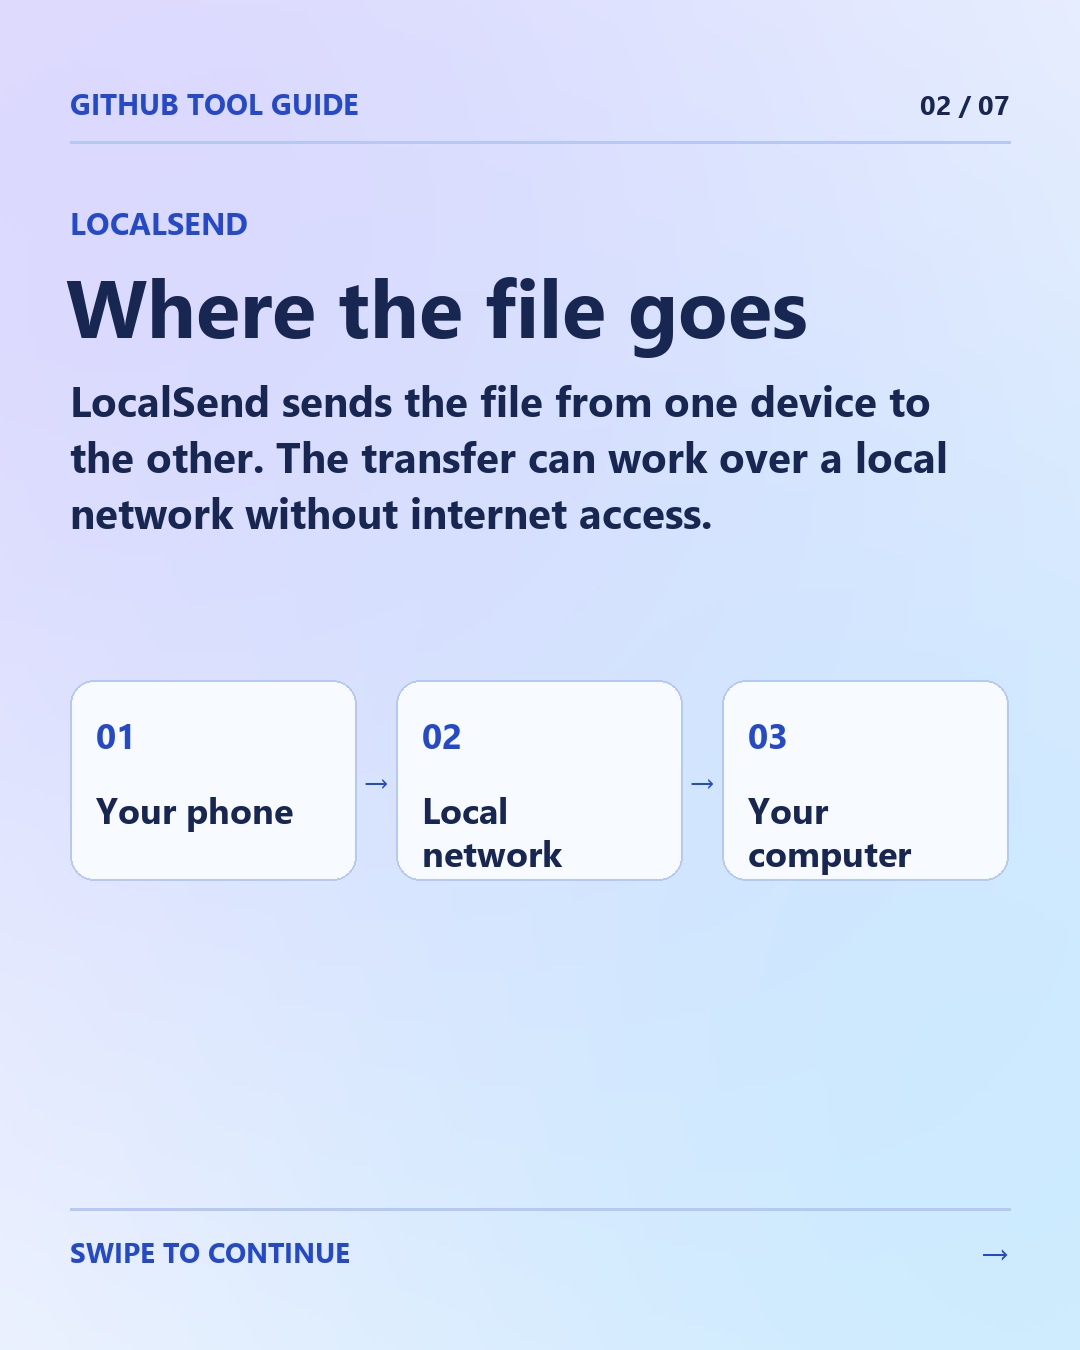 GITHUB TOOL GUIDE
02 / 07
LOCALSEND
Where the file goes
LocalSend sends the file from one device to
the other. The transfer can work over a local
network without internet access.
01
Your phone
→
02
Local
network
→
03
Your
computer
SWIPE TO CONTINUE
→